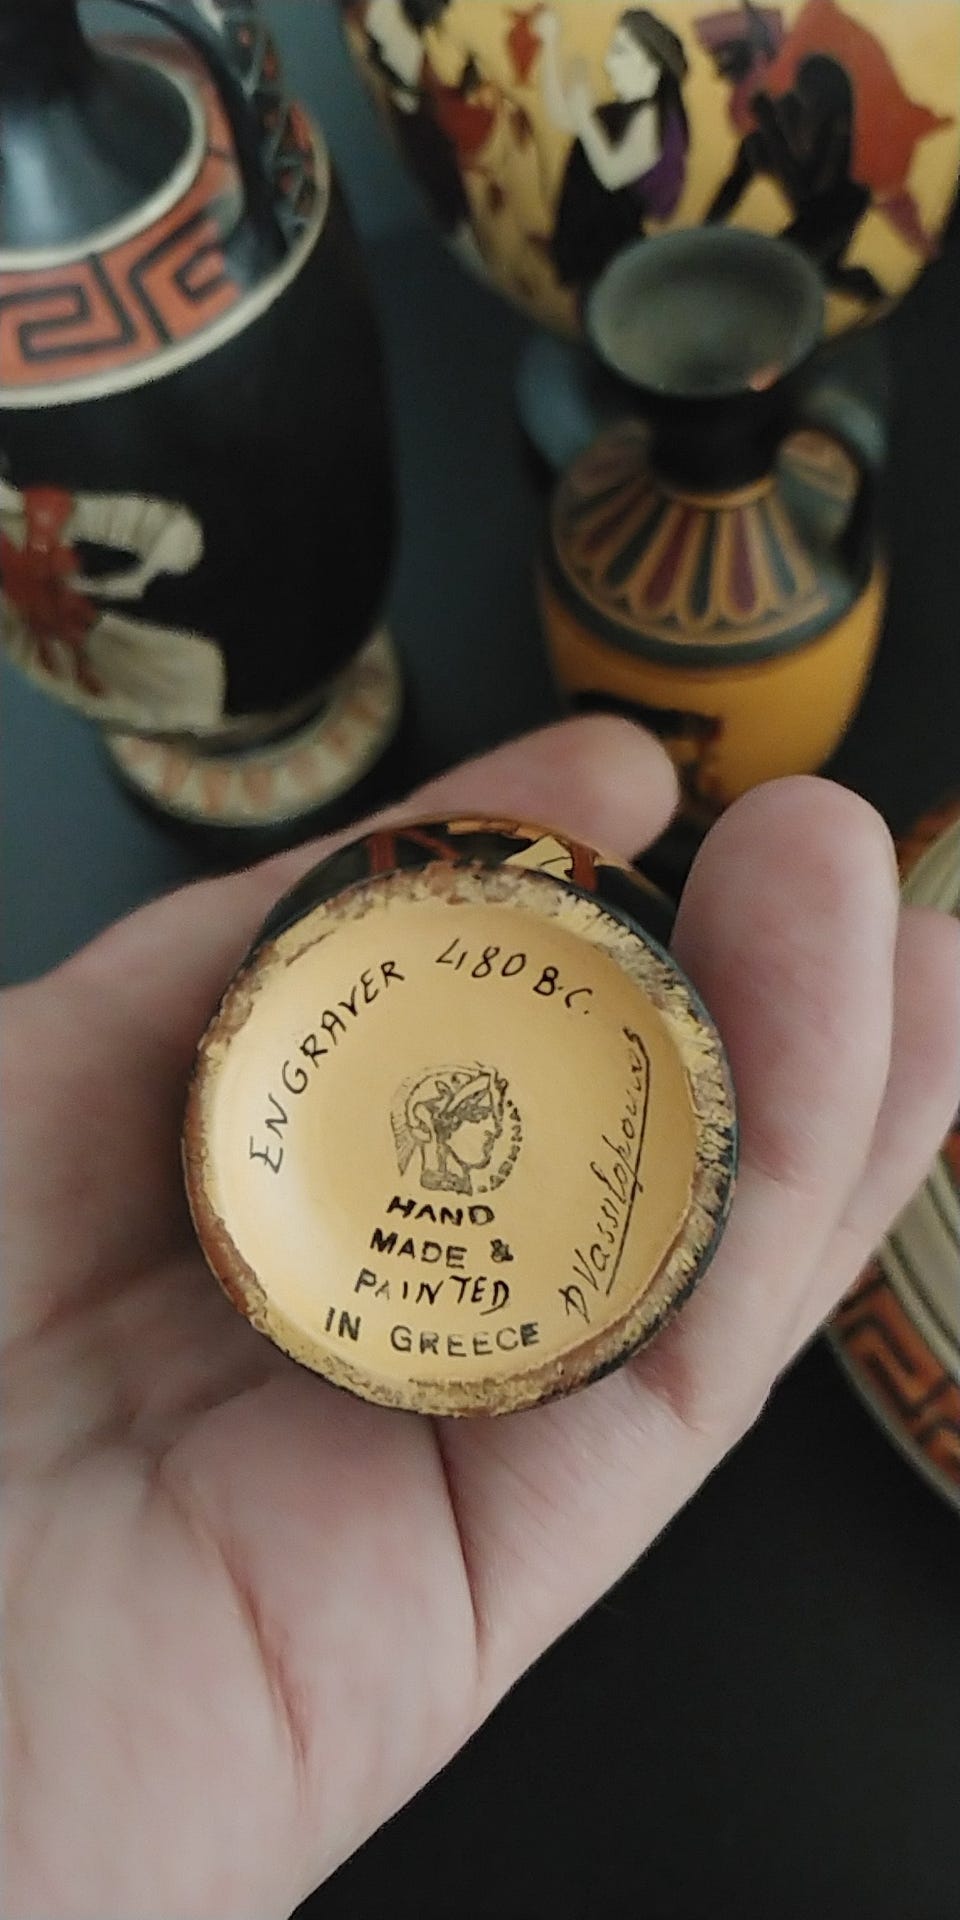 ENGRAVER 480 B.C.
HAND
MADE &
PAINTED
IN GREECE
D Vassilopoulos